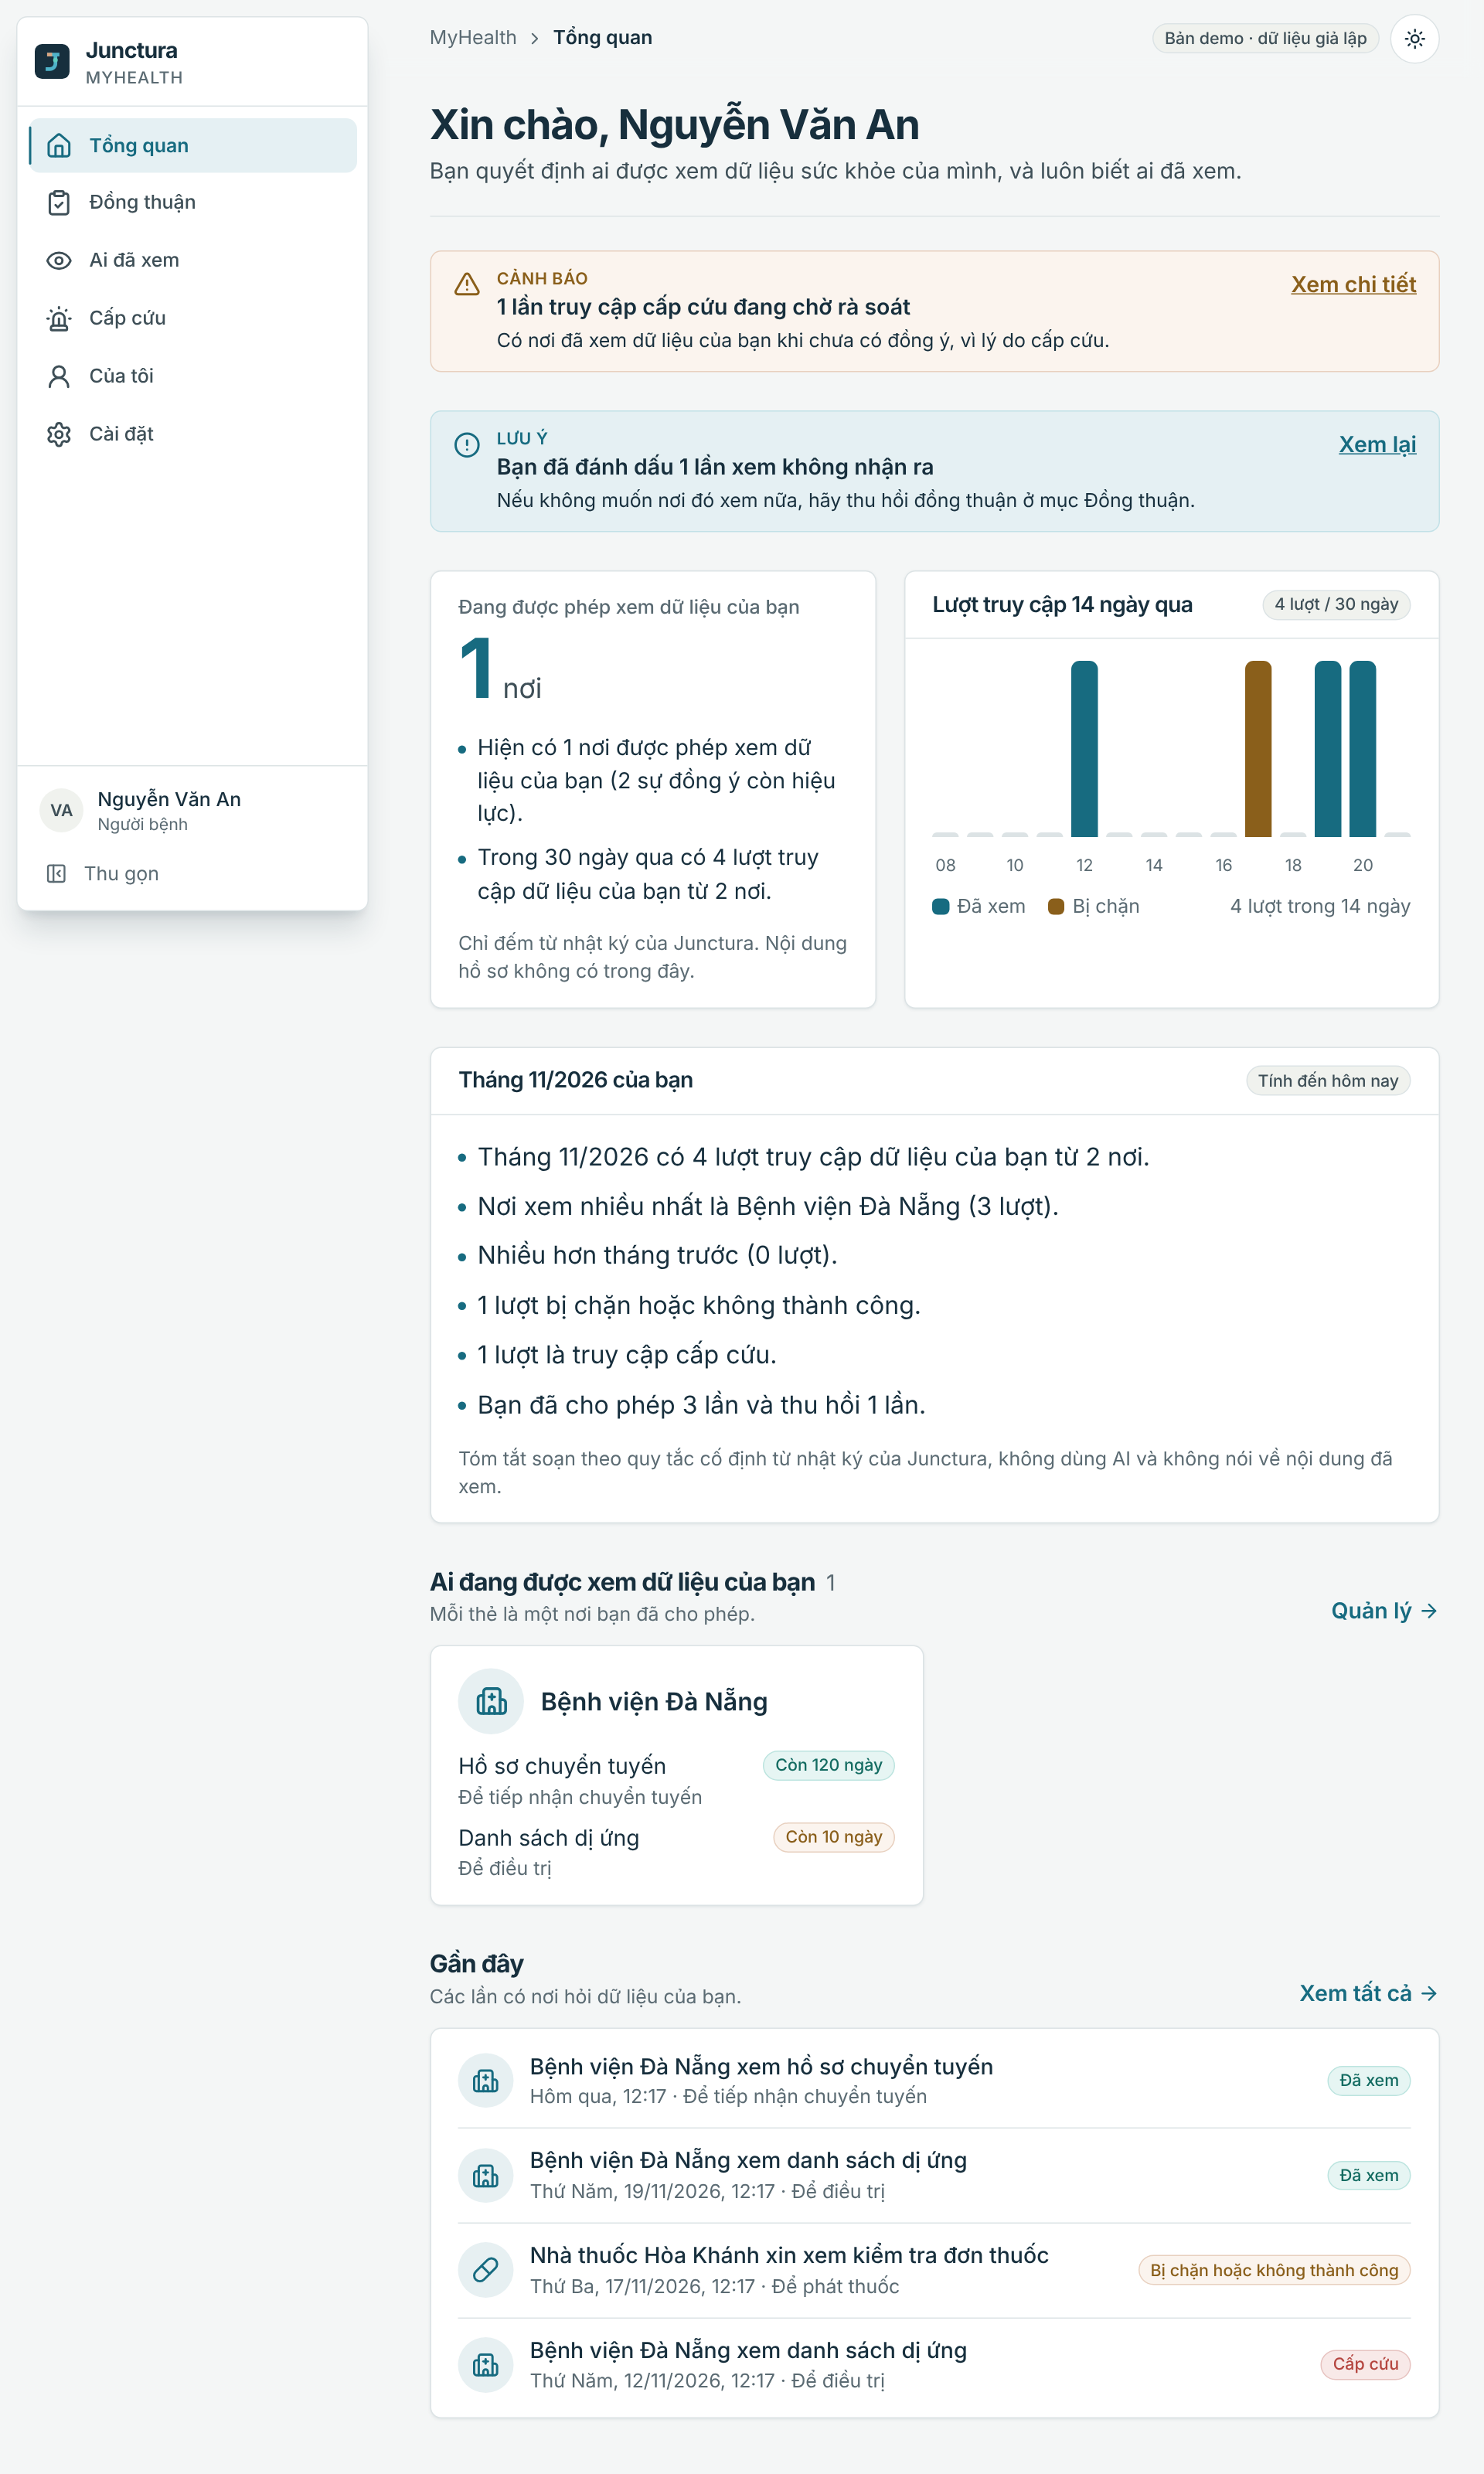 Junctura
MYHEALTH
Tổng quan
Đồng thuận
Ai đã xem
Cấp cứu
Của tôi
Cài đặt
VA
Nguyễn Văn An
Người bệnh
Thu gọn
MyHealth > Tổng quan
Bản demo · dữ liệu giả lập
Xin chào, Nguyễn Văn An
Bạn quyết định ai được xem dữ liệu sức khỏe của mình, và luôn biết ai đã xem.
CẢNH BÁO
1 lần truy cập cấp cứu đang chờ rà soát
Có nơi đã xem dữ liệu của bạn khi chưa có đồng ý, vì lý do cấp cứu.
Xem chi tiết
LƯU Ý
Bạn đã đánh dấu 1 lần xem không nhận ra
Nếu không muốn nơi đó xem nữa, hãy thu hồi đồng thuận ở mục Đồng thuận.
Xem lại
Đang được phép xem dữ liệu của bạn
1 nơi
Hiện có 1 nơi được phép xem dữ
liệu của bạn (2 sự đồng ý còn hiệu
lực).
Trong 30 ngày qua có 4 lượt truy
cập dữ liệu của bạn từ 2 nơi.
Chỉ đếm từ nhật ký của Junctura. Nội dung
hồ sơ không có trong đây.
Lượt truy cập 14 ngày qua
4 lượt / 30 ngày
08 10 12 14 16 18 20
Đã xem Bị chặn 4 lượt trong 14 ngày
Tháng 11/2026 của bạn
Tính đến hôm nay
Tháng 11/2026 có 4 lượt truy cập dữ liệu của bạn từ 2 nơi.
Nơi xem nhiều nhất là Bệnh viện Đà Nẵng (3 lượt).
Nhiều hơn tháng trước (0 lượt).
1 lượt bị chặn hoặc không thành công.
1 lượt là truy cập cấp cứu.
Bạn đã cho phép 3 lần và thu hồi 1 lần.
Tóm tắt soạn theo quy tắc cố định từ nhật ký của Junctura, không dùng AI và không nói về nội dung đã
xem.
Ai đang được xem dữ liệu của bạn 1
Mỗi thẻ là một nơi bạn đã cho phép.
Quản lý →
Bệnh viện Đà Nẵng
Hồ sơ chuyển tuyến
Còn 120 ngày
Để tiếp nhận chuyển tuyến
Danh sách dị ứng
Còn 10 ngày
Để điều trị
Gần đây
Các lần có nơi hỏi dữ liệu của bạn.
Xem tất cả →
Bệnh viện Đà Nẵng xem hồ sơ chuyển tuyến
Hôm qua, 12:17 · Để tiếp nhận chuyển tuyến
Đã xem
Bệnh viện Đà Nẵng xem danh sách dị ứng
Thứ Năm, 19/11/2026, 12:17 · Để điều trị
Đã xem
Nhà thuốc Hòa Khánh xin xem kiểm tra đơn thuốc
Thứ Ba, 17/11/2026, 12:17 · Để phát thuốc
Bị chặn hoặc không thành công
Bệnh viện Đà Nẵng xem danh sách dị ứng
Thứ Năm, 12/11/2026, 12:17 · Để điều trị
Cấp cứu